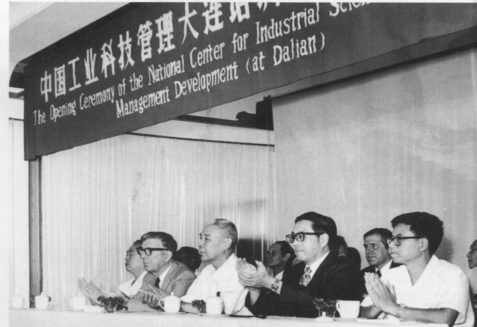 中国工业科技管理大连培训
The Opening Ceremony of the National Center for Industrial
Management Development (at Dalian)